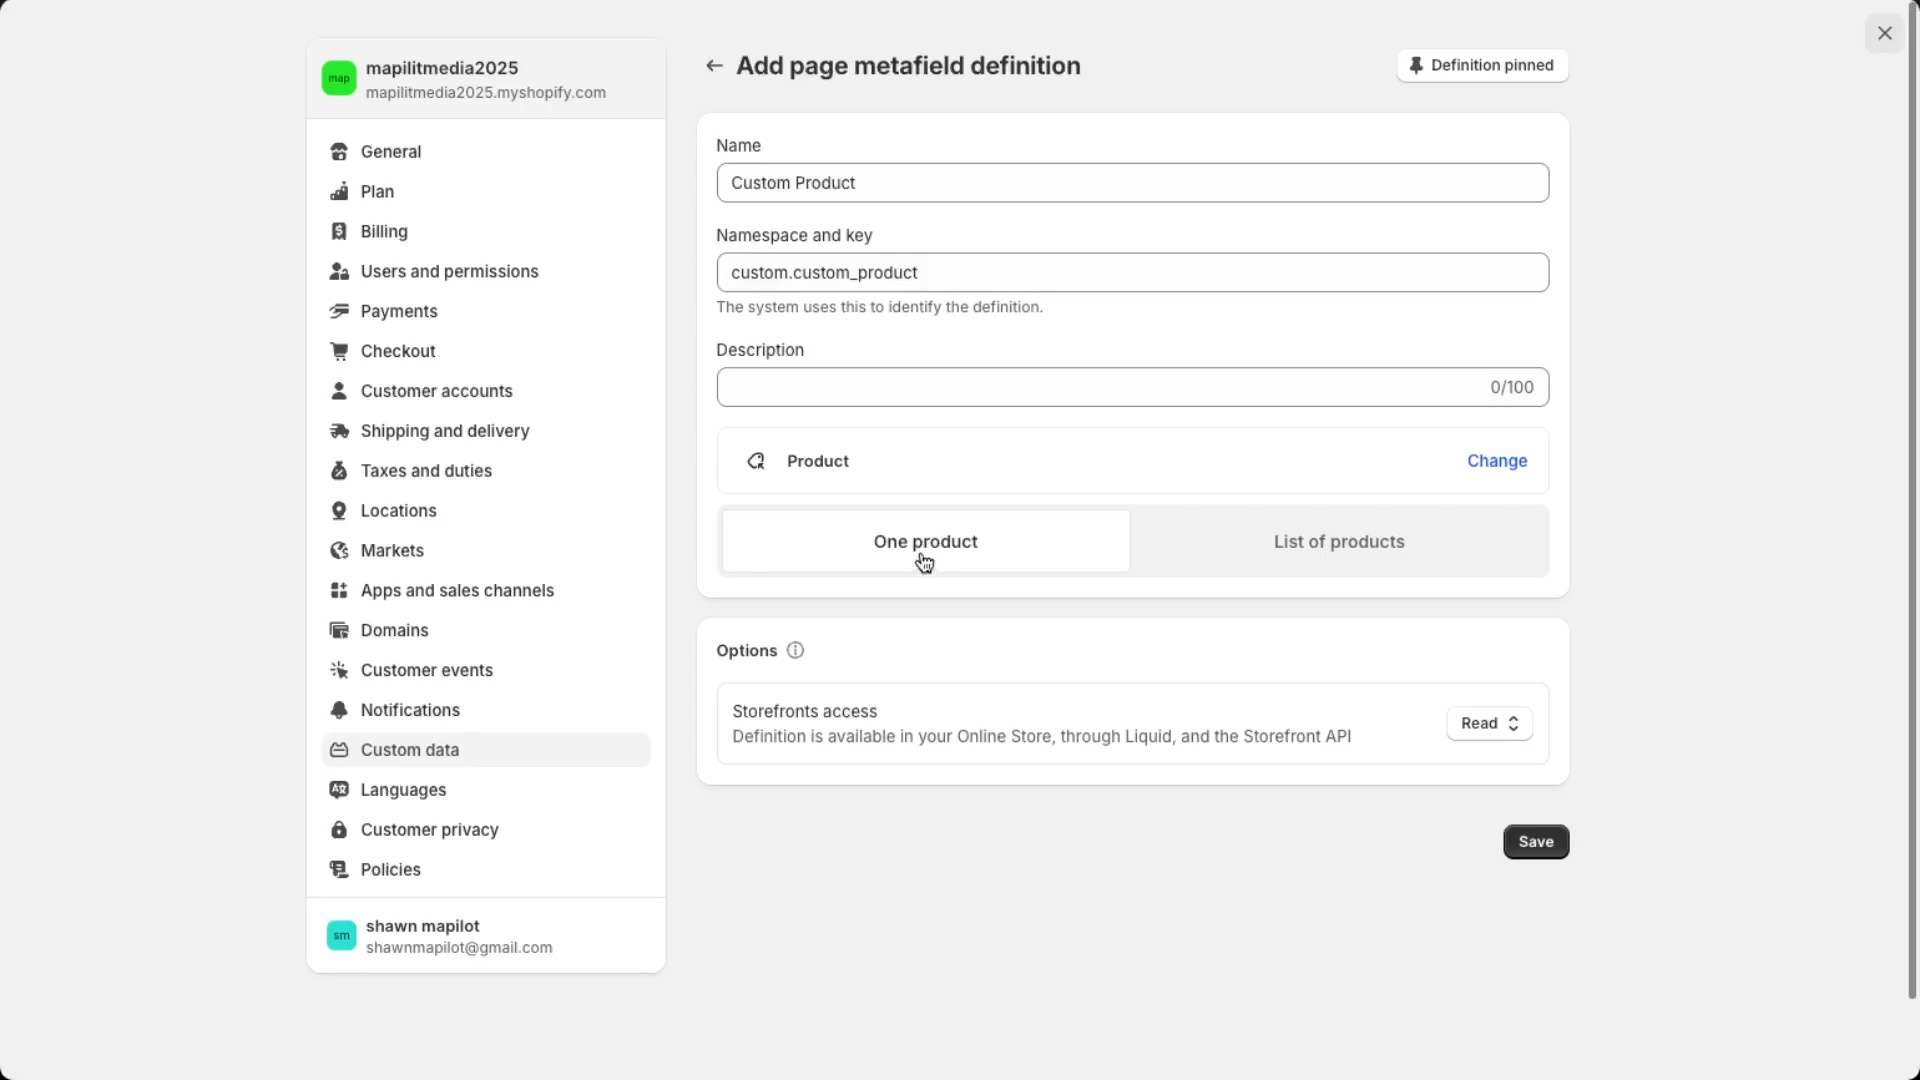 map
mapilitmedia2025
mapilitmedia2025.myshopify.com
General
Plan
Billing
Users and permissions
Payments
Checkout
Customer accounts
Shipping and delivery
Taxes and duties
Locations
Markets
Apps and sales channels
Domains
Customer events
Notifications
Custom data
Languages
Customer privacy
Policies
sm
shawn mapilot
shawnmapilot@gmail.com
Add page metafield definition
Definition pinned
Name
Custom Product
Namespace and key
custom.custom_product
The system uses this to identify the definition.
Description
0/100
Product
Change
One product
List of products
Options
Storefronts access
Definition is available in your Online Store, through Liquid, and the Storefront API
Read
Save